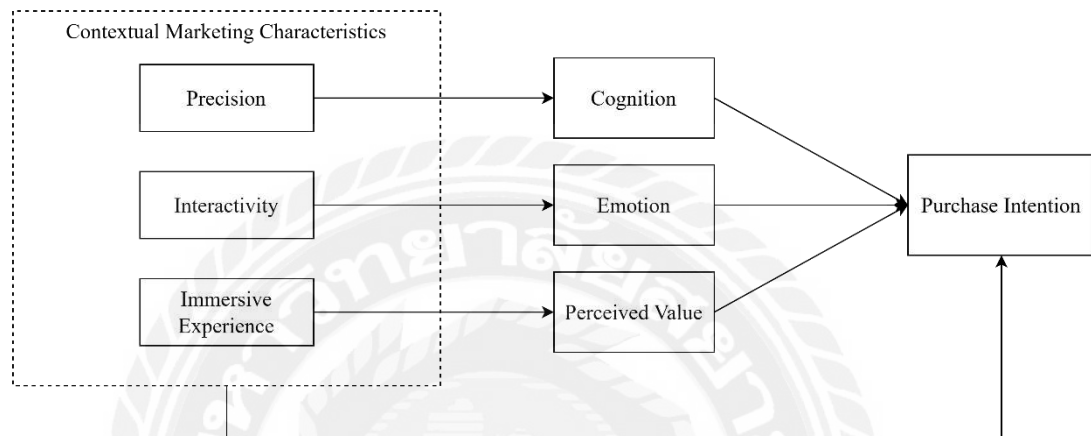 Contextual Marketing Characteristics
Precision
Cognition
Interactivity
Emotion
Purchase Intention
Immersive
Experience
Perceived Value